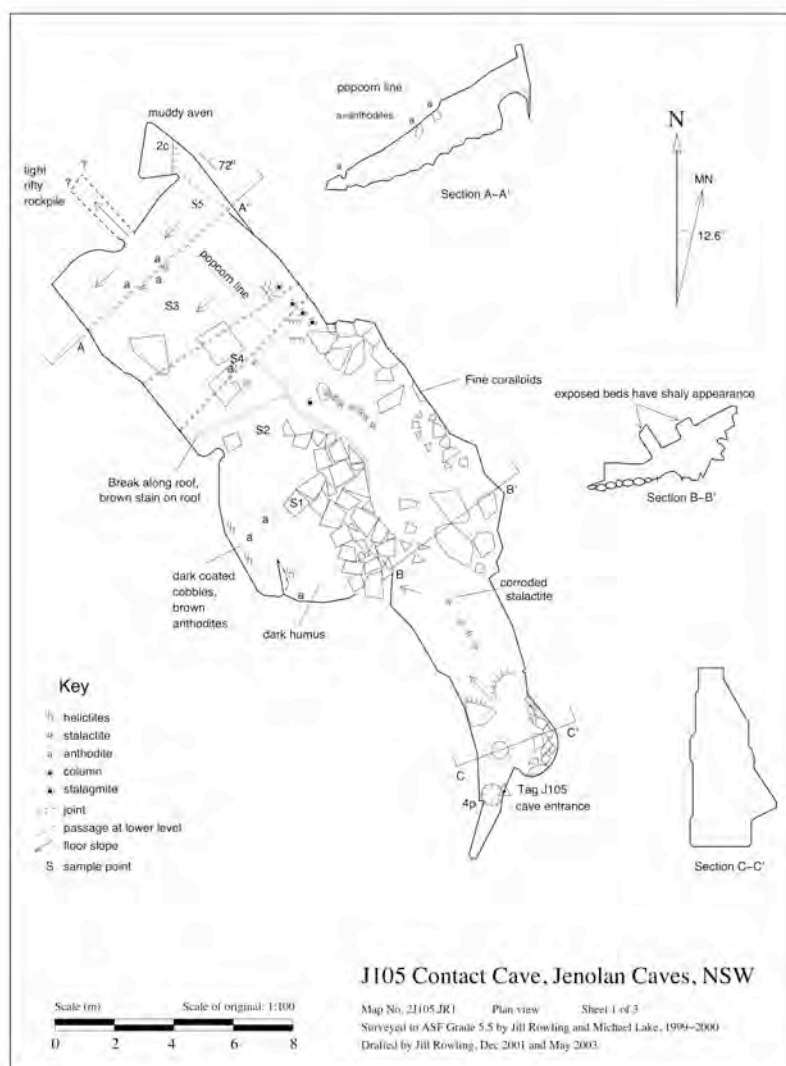 popcorn line
a=anthodites
a
a
a
Section A–A'
muddy aven
2c
72°
tight
rifty
rockpile
?
?
S5
A'
N
MN
12.6°
a
a
a
popcorn line
S3
A
S4
a
Fine coralloids
exposed beds have shaly appearance
Section B–B'
S2
Break along roof,
brown stain on roof
B'
S1
a
a
B
corroded
stalactite
dark coated
cobbles,
brown
anthodites
a
dark humus
Key
helictites
stalactite
a anthodite
column
stalagmite
joint
passage at lower level
floor slope
S sample point
C'
C
4p
Tag J105
cave entrance
Section C–C'
J105 Contact Cave, Jenolan Caves, NSW
Scale (m) Scale of original: 1:100
0 2 4 6 8
Map No. 2J105.JR1 Plan view Sheet 1 of 3
Surveyed to ASF Grade 5.5 by Jill Rowling and Michael Lake, 1999–2000
Drafted by Jill Rowling, Dec 2001 and May 2003